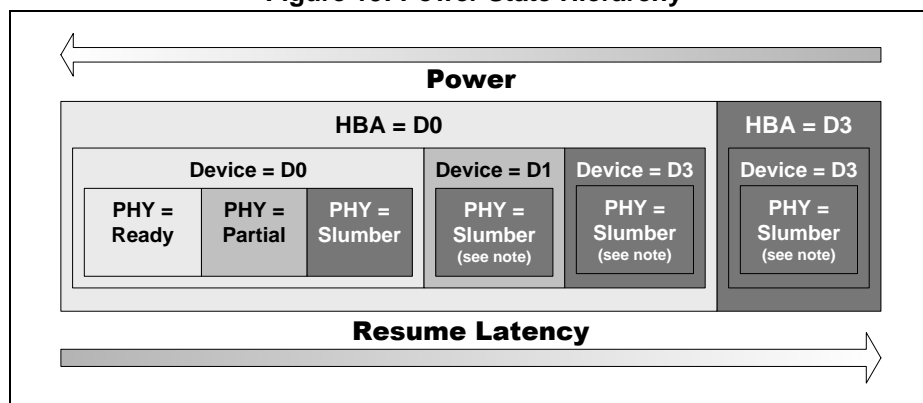 Figure Power State Hierarchy
Power
HBA = D0
HBA = D3
Device = D0
Device = D1
Device = D3
Device = D3
PHY =
Ready
PHY =
Partial
PHY =
Slumber
PHY =
Slumber
(see note)
PHY =
Slumber
(see note)
PHY =
Slumber
(see note)
Resume Latency